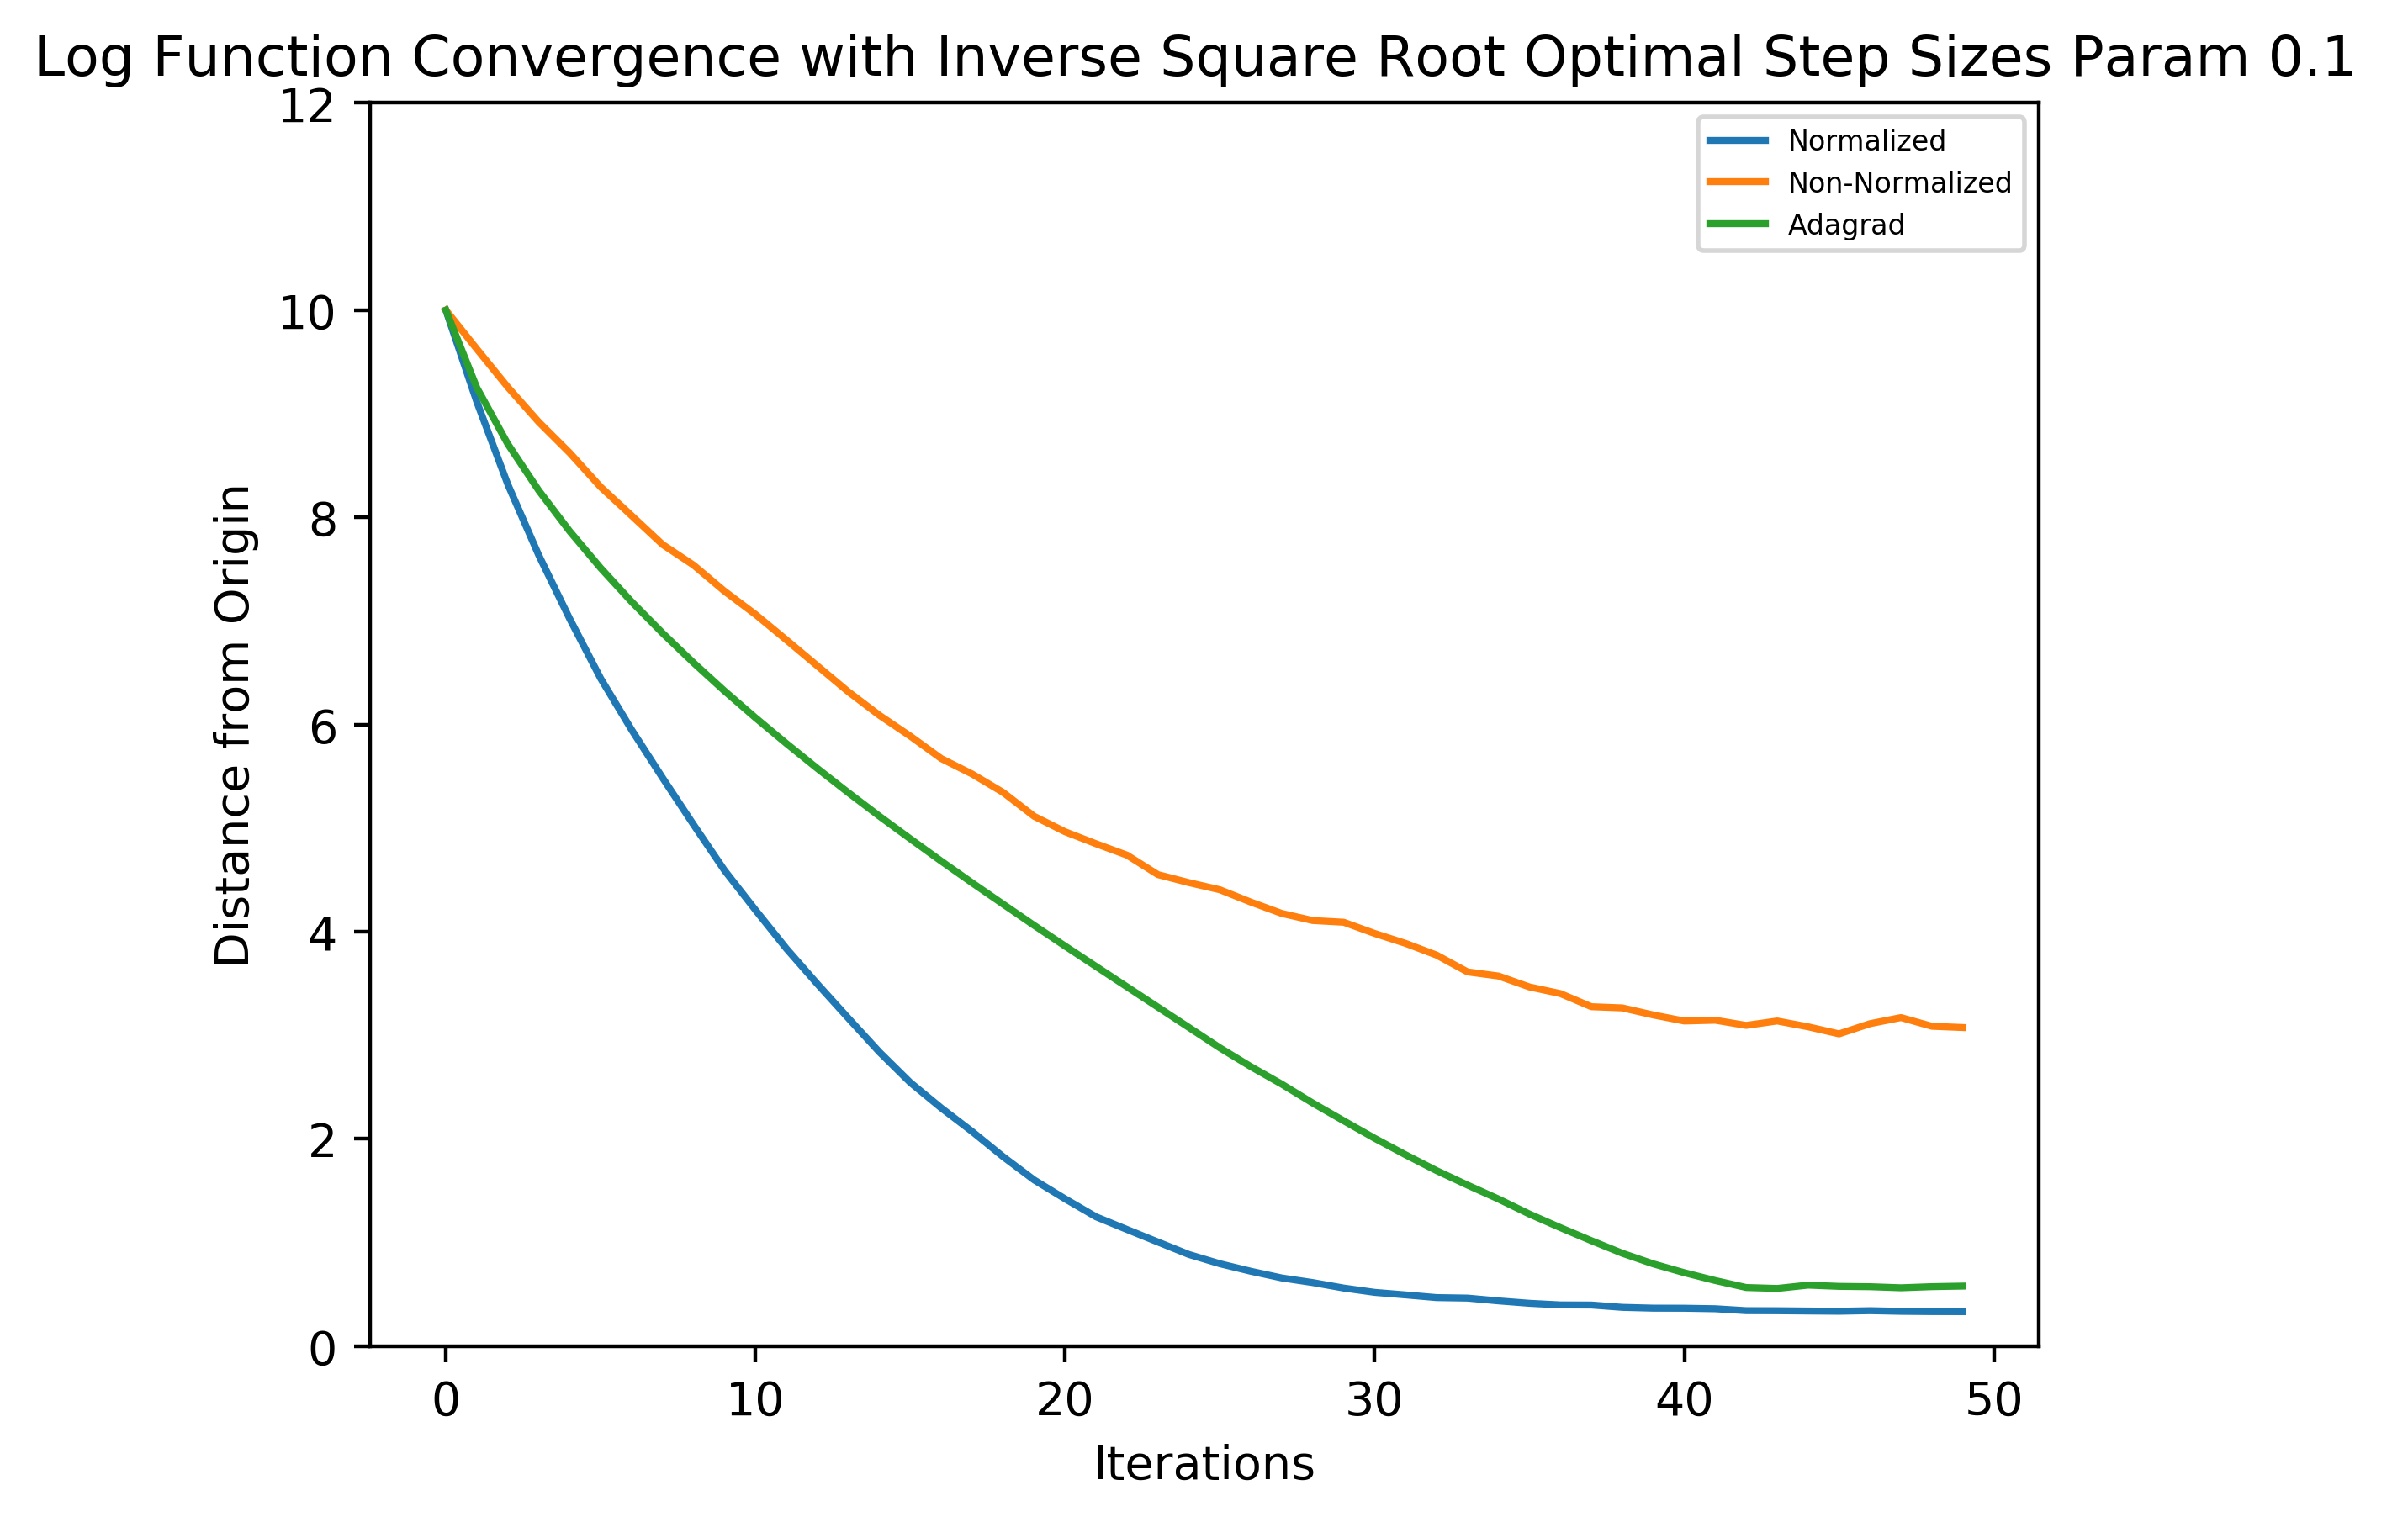 Log Function Convergence with Inverse Square Root Optimal Step Sizes Param 0.1
12
10
8
6
4
2
0
Distance from Origin
Normalized
Non-Normalized
Adagrad
0 10 20 30 40 50
Iterations